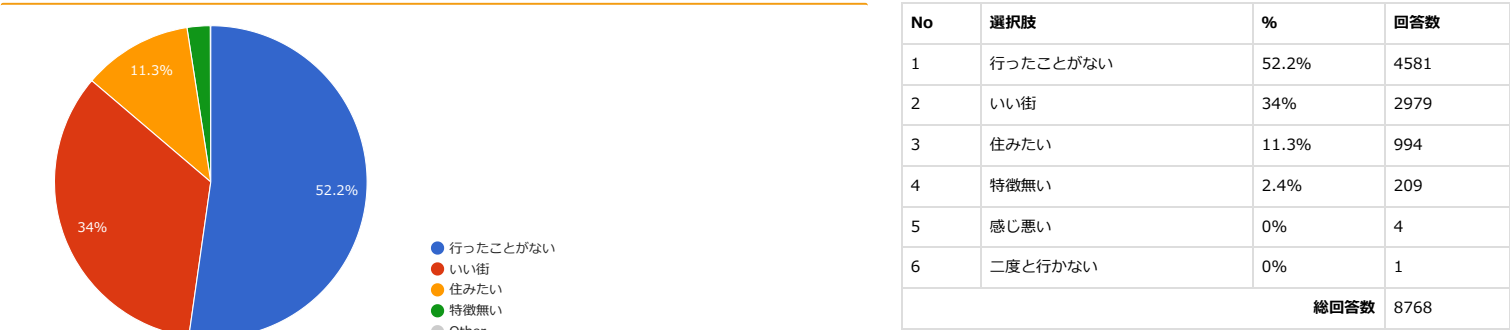 11.3%
52.2%
34%
行ったことがない
いい街
住みたい
特徴無い
Other
No 選択肢 % 回答数
1 行ったことがない 52.2% 4581
2 いい街 34% 2979
3 住みたい 11.3% 994
4 特徴無い 2.4% 209
5 感じ悪い 0% 4
6 二度と行かない 0% 1
総回答数 8768